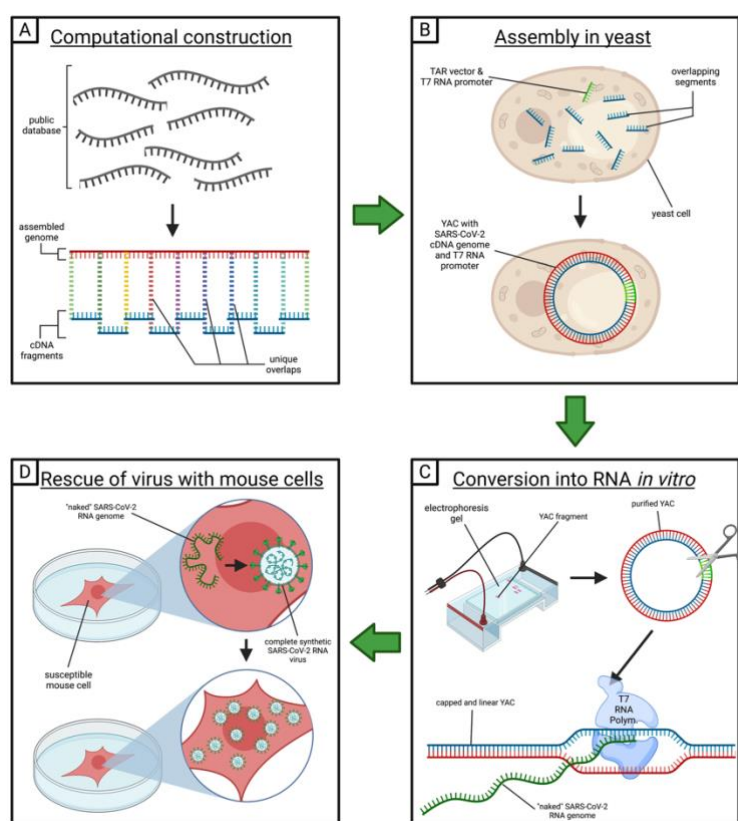 A
Computational construction
public
database
assembled
genome
cDNA
fragments
unique
overlaps
B
Assembly in yeast
TAR vector &
T7 RNA promoter
overlapping
segments
yeast cell
YAC with
SARS-CoV-2
cDNA genome
and T7 RNA
promoter
C
Conversion into RNA in vitro
electrophoresis
gel
YAC fragment
purified YAC
T7
RNA
Polym.
capped and linear YAC
"naked" SARS-CoV-2
RNA genome
D
Rescue of virus with mouse cells
"naked" SARS-CoV-2
RNA genome
susceptible
mouse cell
complete synthetic
SARS-CoV-2 RNA
virus